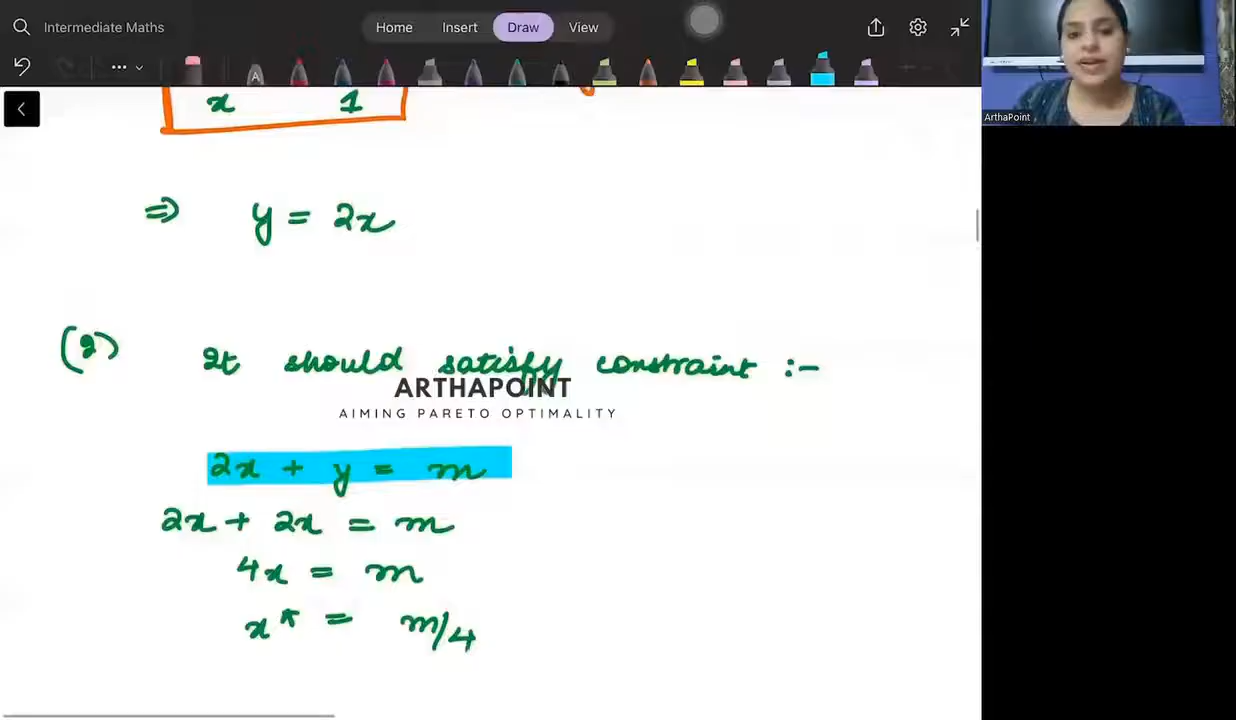 Intermediate Maths
Home Insert Draw View
A
x 1
ArthaPoint
⇒ y = 2x
(2) It should satisfy constraint :-
ARTHAPOINT
AIMING PARETO OPTIMALITY
2x + y = m
2x + 2x = m
4x = m
x* = m/4